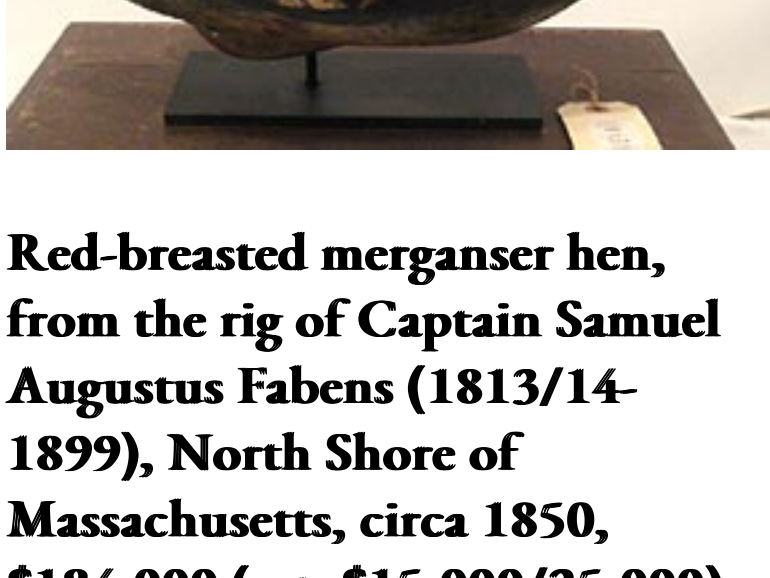 Red-breasted merganser hen,
from the rig of Captain Samuel
Augustus Fabens (1813/14-
1899), North Shore of
Massachusetts, circa 1850,